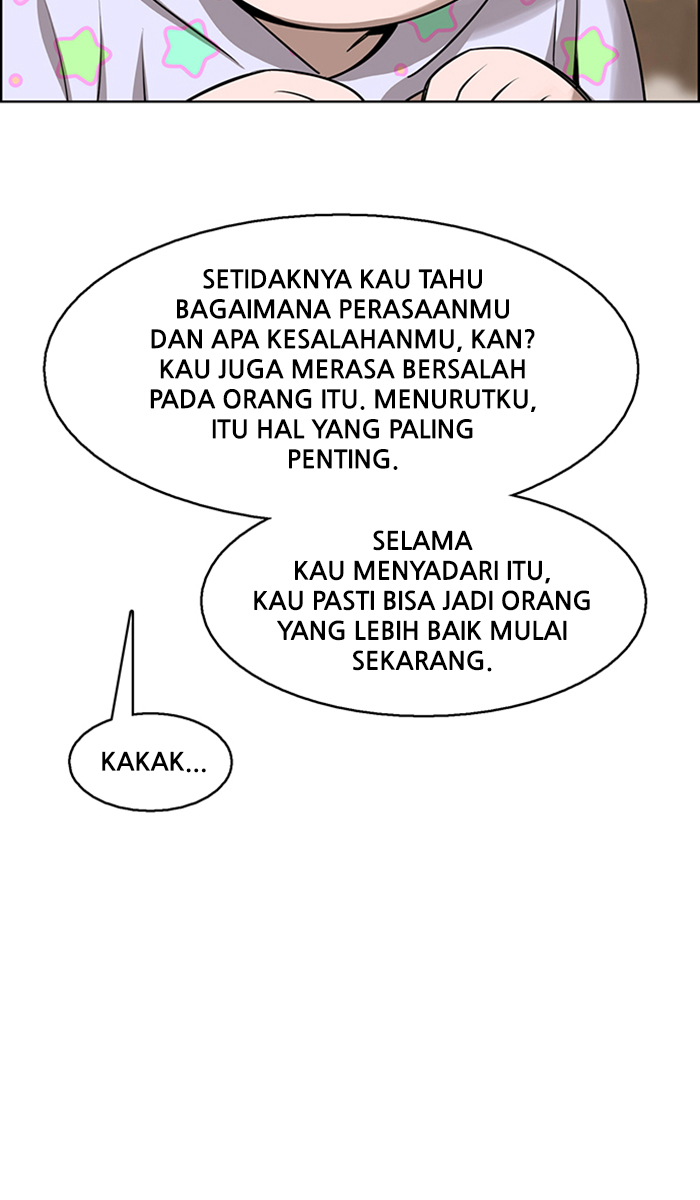 SETIDAKNYA KAU TAHU
BAGAIMANA PERASAANMU
DAN APA KESALAHANMU, KAN?
KAU JUGA MERASA BERSALAH
PADA ORANG ITU. MENURUTKU,
ITU HAL YANG PALING
PENTING.
SELAMA
KAU MENYADARI ITU,
KAU PASTI BISA JADI ORANG
YANG LEBIH BAIK MULAI
SEKARANG.
KAKAK...